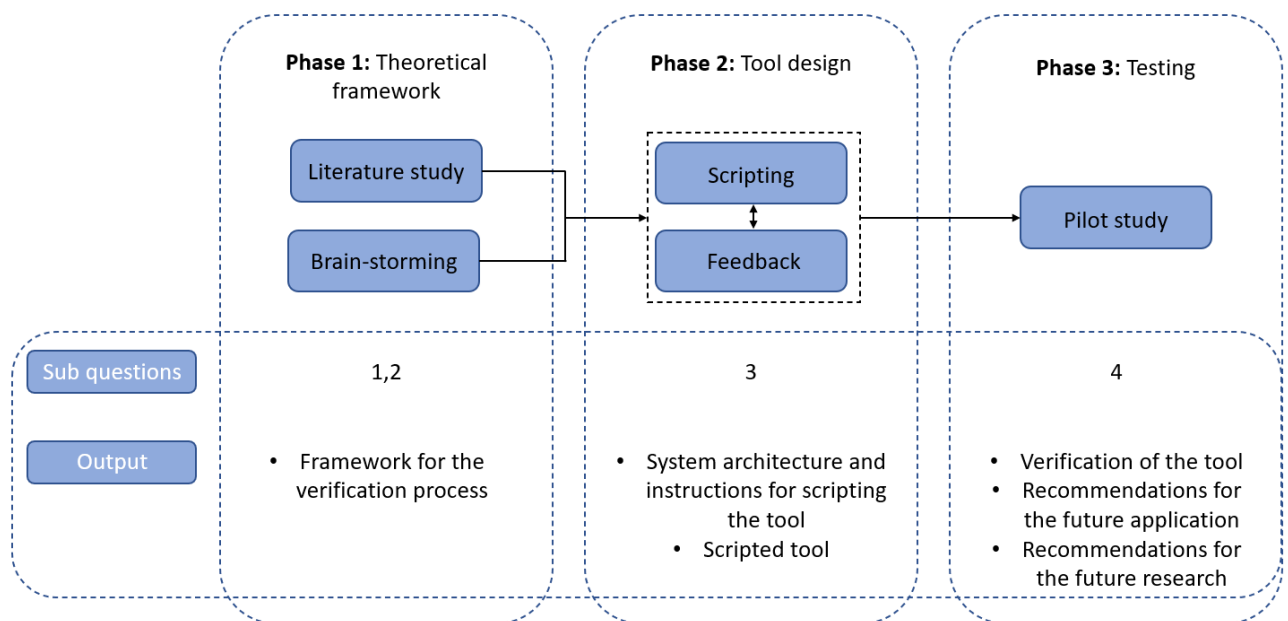 Phase 1: Theoretical
framework
Phase 2: Tool design
Phase 3: Testing
Literature study
Brain-storming
Scripting
Feedback
Pilot study
Sub questions
1,2
3
4
Output
• Framework for the
verification process
• System architecture and
instructions for scripting
the tool
• Scripted tool
• Verification of the tool
• Recommendations for
the future application
• Recommendations for
the future research